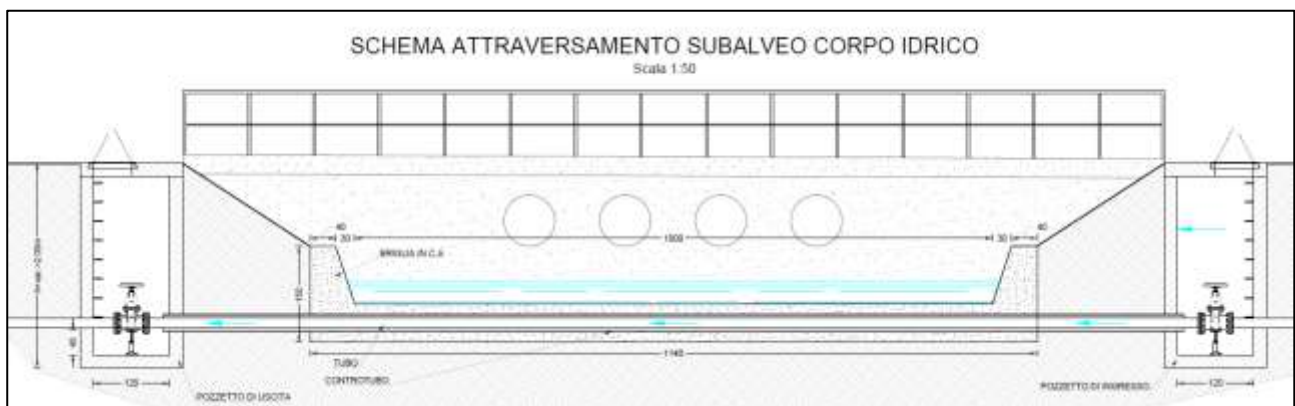 SCHEMA ATTRAVERSAMENTO SUBALVEO CORPO IDRICO
Scala 1:50
40
30
1000
30
40
BRIGLIA IN C.A
150
60
1140
TUBO
CONTROTUBO
120
120
POZZETTO DI USCITA
POZZETTO DI INGRESSO